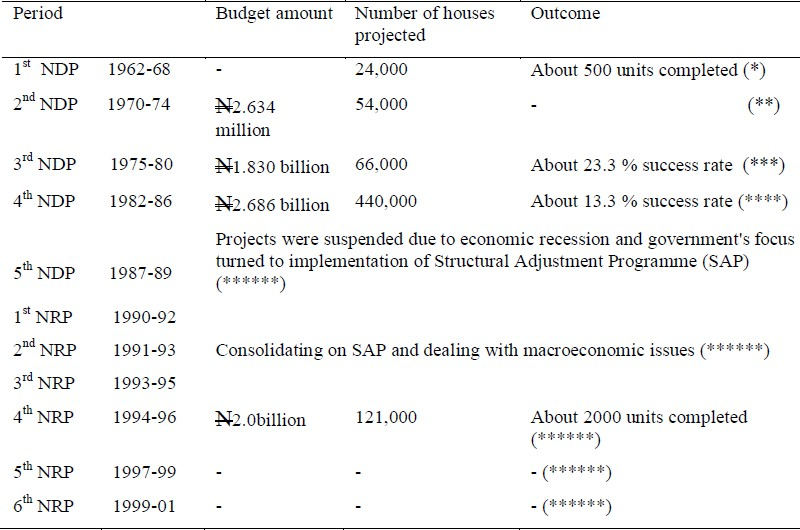 Period Budget amount Number of houses projected Outcome
1st NDP 1962-68 - 24,000 About 500 units completed (*)
2nd NDP 1970-74 ₦2.634 million 54,000 - (**)
3rd NDP 1975-80 ₦1.830 billion 66,000 About 23.3 % success rate (***)
4th NDP 1982-86 ₦2.686 billion 440,000 About 13.3 % success rate (****)
5th NDP 1987-89 Projects were suspended due to economic recession and government's focus
turned to implementation of Structural Adjustment Programme (SAP)
(******)
1st NRP 1990-92
2nd NRP 1991-93 Consolidating on SAP and dealing with macroeconomic issues (******)
3rd NRP 1993-95
4th NRP 1994-96 ₦2.0billion 121,000 About 2000 units completed
(******)
5th NRP 1997-99 - - - (******)
6th NRP 1999-01 - - - (******)